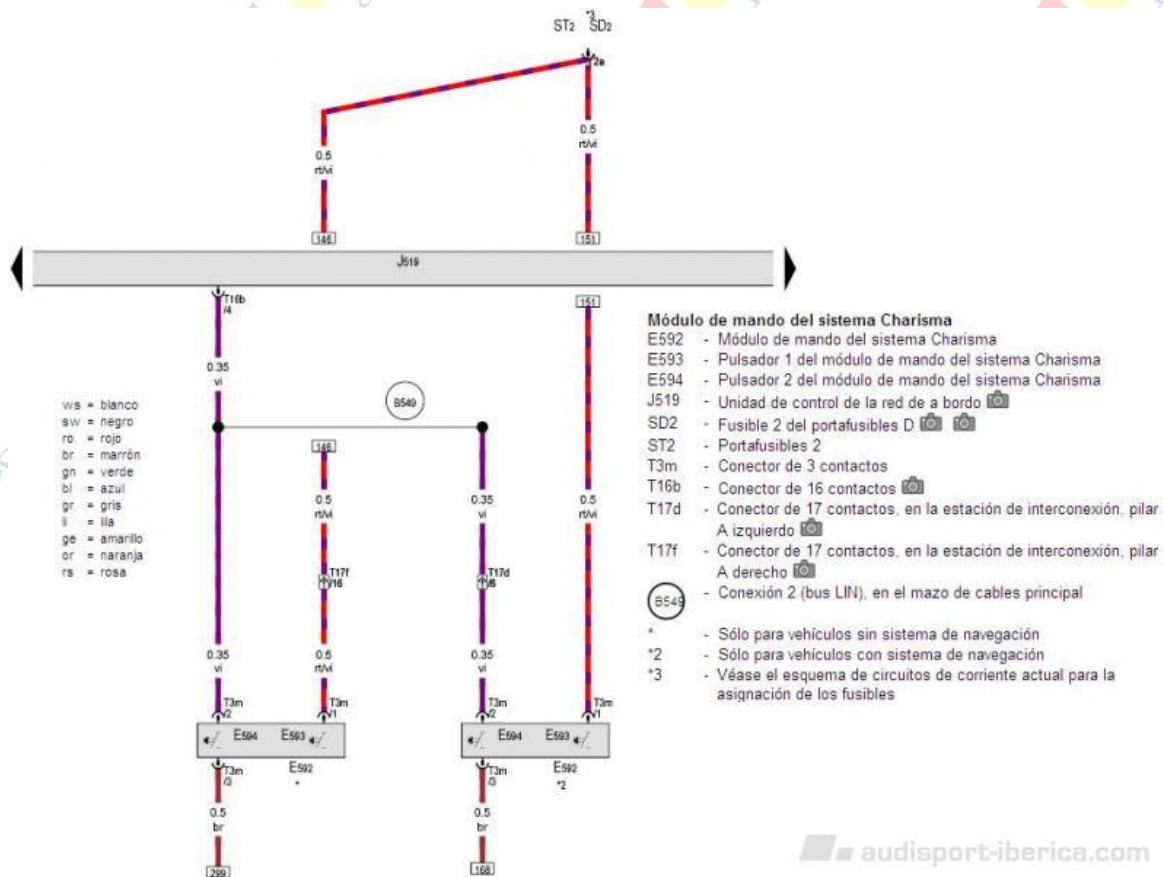 *3
ST2 SD2
2a
0.5
rt/vi
0.5
rt/vi
146
151
J519
T16b
/4
151
0.35
vi
B549
146
0.5
rt/vi
0.35
vi
0.5
rt/vi
T17f
/16
T17d
/6
0.35
vi
0.5
rt/vi
0.35
vi
T3m
/2
T3m
/1
T3m
/2
T3m
/1
E594 E593
E594 E593
T3m
/3
E592
*
T3m
/3
E592
*2
0.5
br
0.5
br
299
168
ws = blanco
sw = negro
ro = rojo
br = marrón
gn = verde
bl = azul
gr = gris
li = lila
ge = amarillo
or = naranja
rs = rosa
Módulo de mando del sistema Charisma
E592 - Módulo de mando del sistema Charisma
E593 - Pulsador 1 del módulo de mando del sistema Charisma
E594 - Pulsador 2 del módulo de mando del sistema Charisma
J519 - Unidad de control de la red de a bordo
SD2 - Fusible 2 del portafusibles D
ST2 - Portafusibles 2
T3m - Conector de 3 contactos
T16b - Conector de 16 contactos
T17d - Conector de 17 contactos, en la estación de interconexión, pilar
A izquierdo
T17f - Conector de 17 contactos, en la estación de interconexión, pilar
A derecho
B549 - Conexión 2 (bus LIN), en el mazo de cables principal
* - Sólo para vehículos sin sistema de navegación
*2 - Sólo para vehículos con sistema de navegación
*3 - Véase el esquema de circuitos de corriente actual para la
asignación de los fusibles
audisport-iberica.com